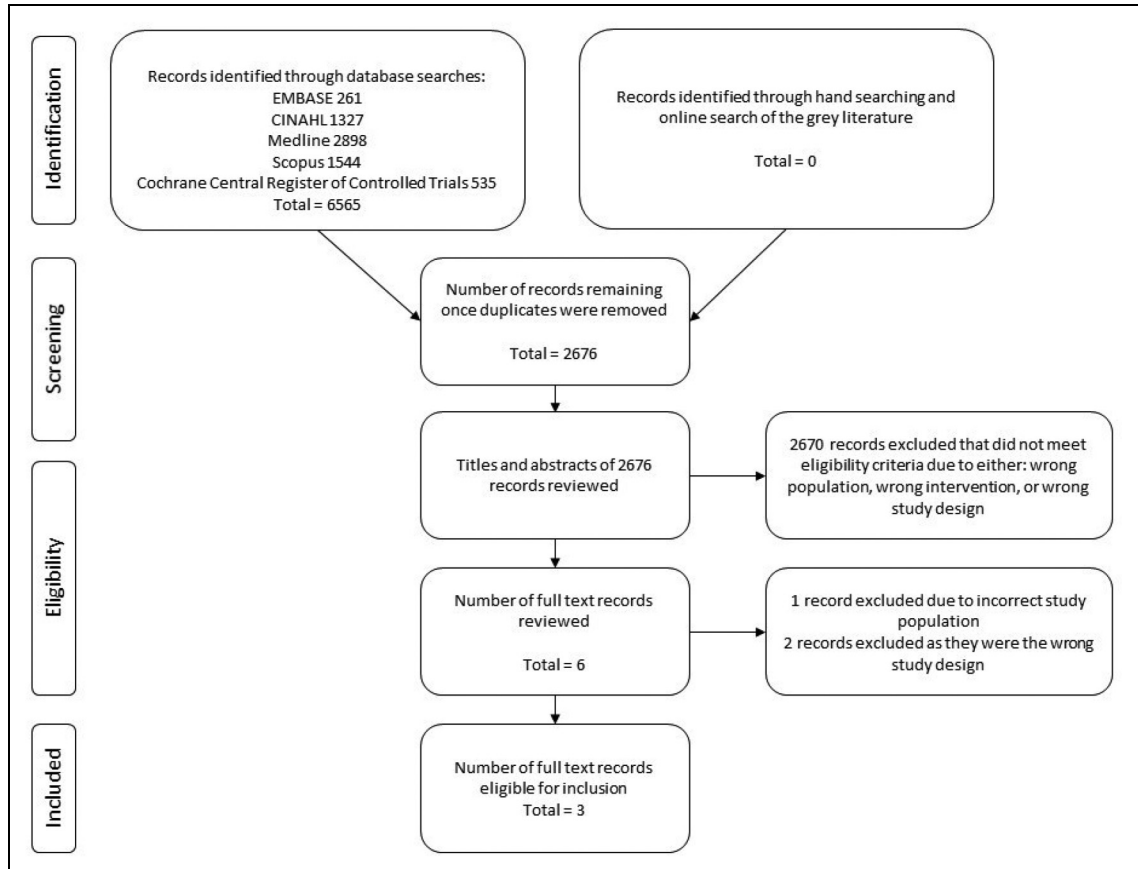 Identification
Records identified through database searches:
EMBASE 261
CINAHL 1327
Medline 2898
Scopus 1544
Cochrane Central Register of Controlled Trials 535
Total = 6565
Records identified through hand searching and
online search of the grey literature
Total = 0
Screening
Number of records remaining
once duplicates were removed
Total = 2676
Titles and abstracts of 2676
records reviewed
2670 records excluded that did not meet
eligibility criteria due to either: wrong
population, wrong intervention, or wrong
study design
Eligibility
Number of full text records
reviewed
Total = 6
1 record excluded due to incorrect study
population
2 records excluded as they were the wrong
study design
Included
Number of full text records
eligible for inclusion
Total = 3